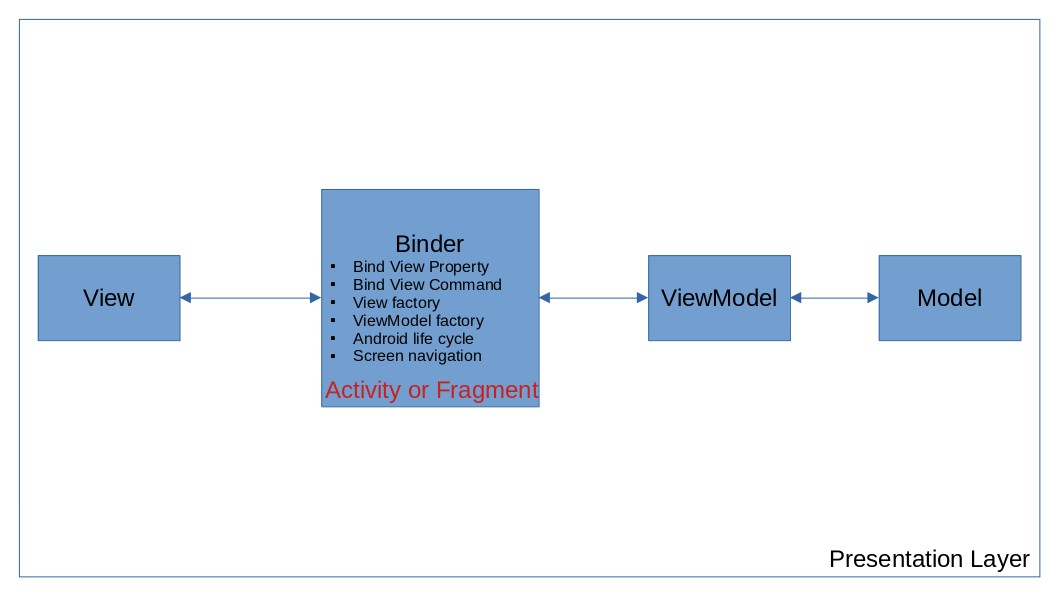 View
Binder
▪ Bind View Property
▪ Bind View Command
▪ View factory
▪ ViewModel factory
▪ Android life cycle
▪ Screen navigation
Activity or Fragment
ViewModel
Model
Presentation Layer